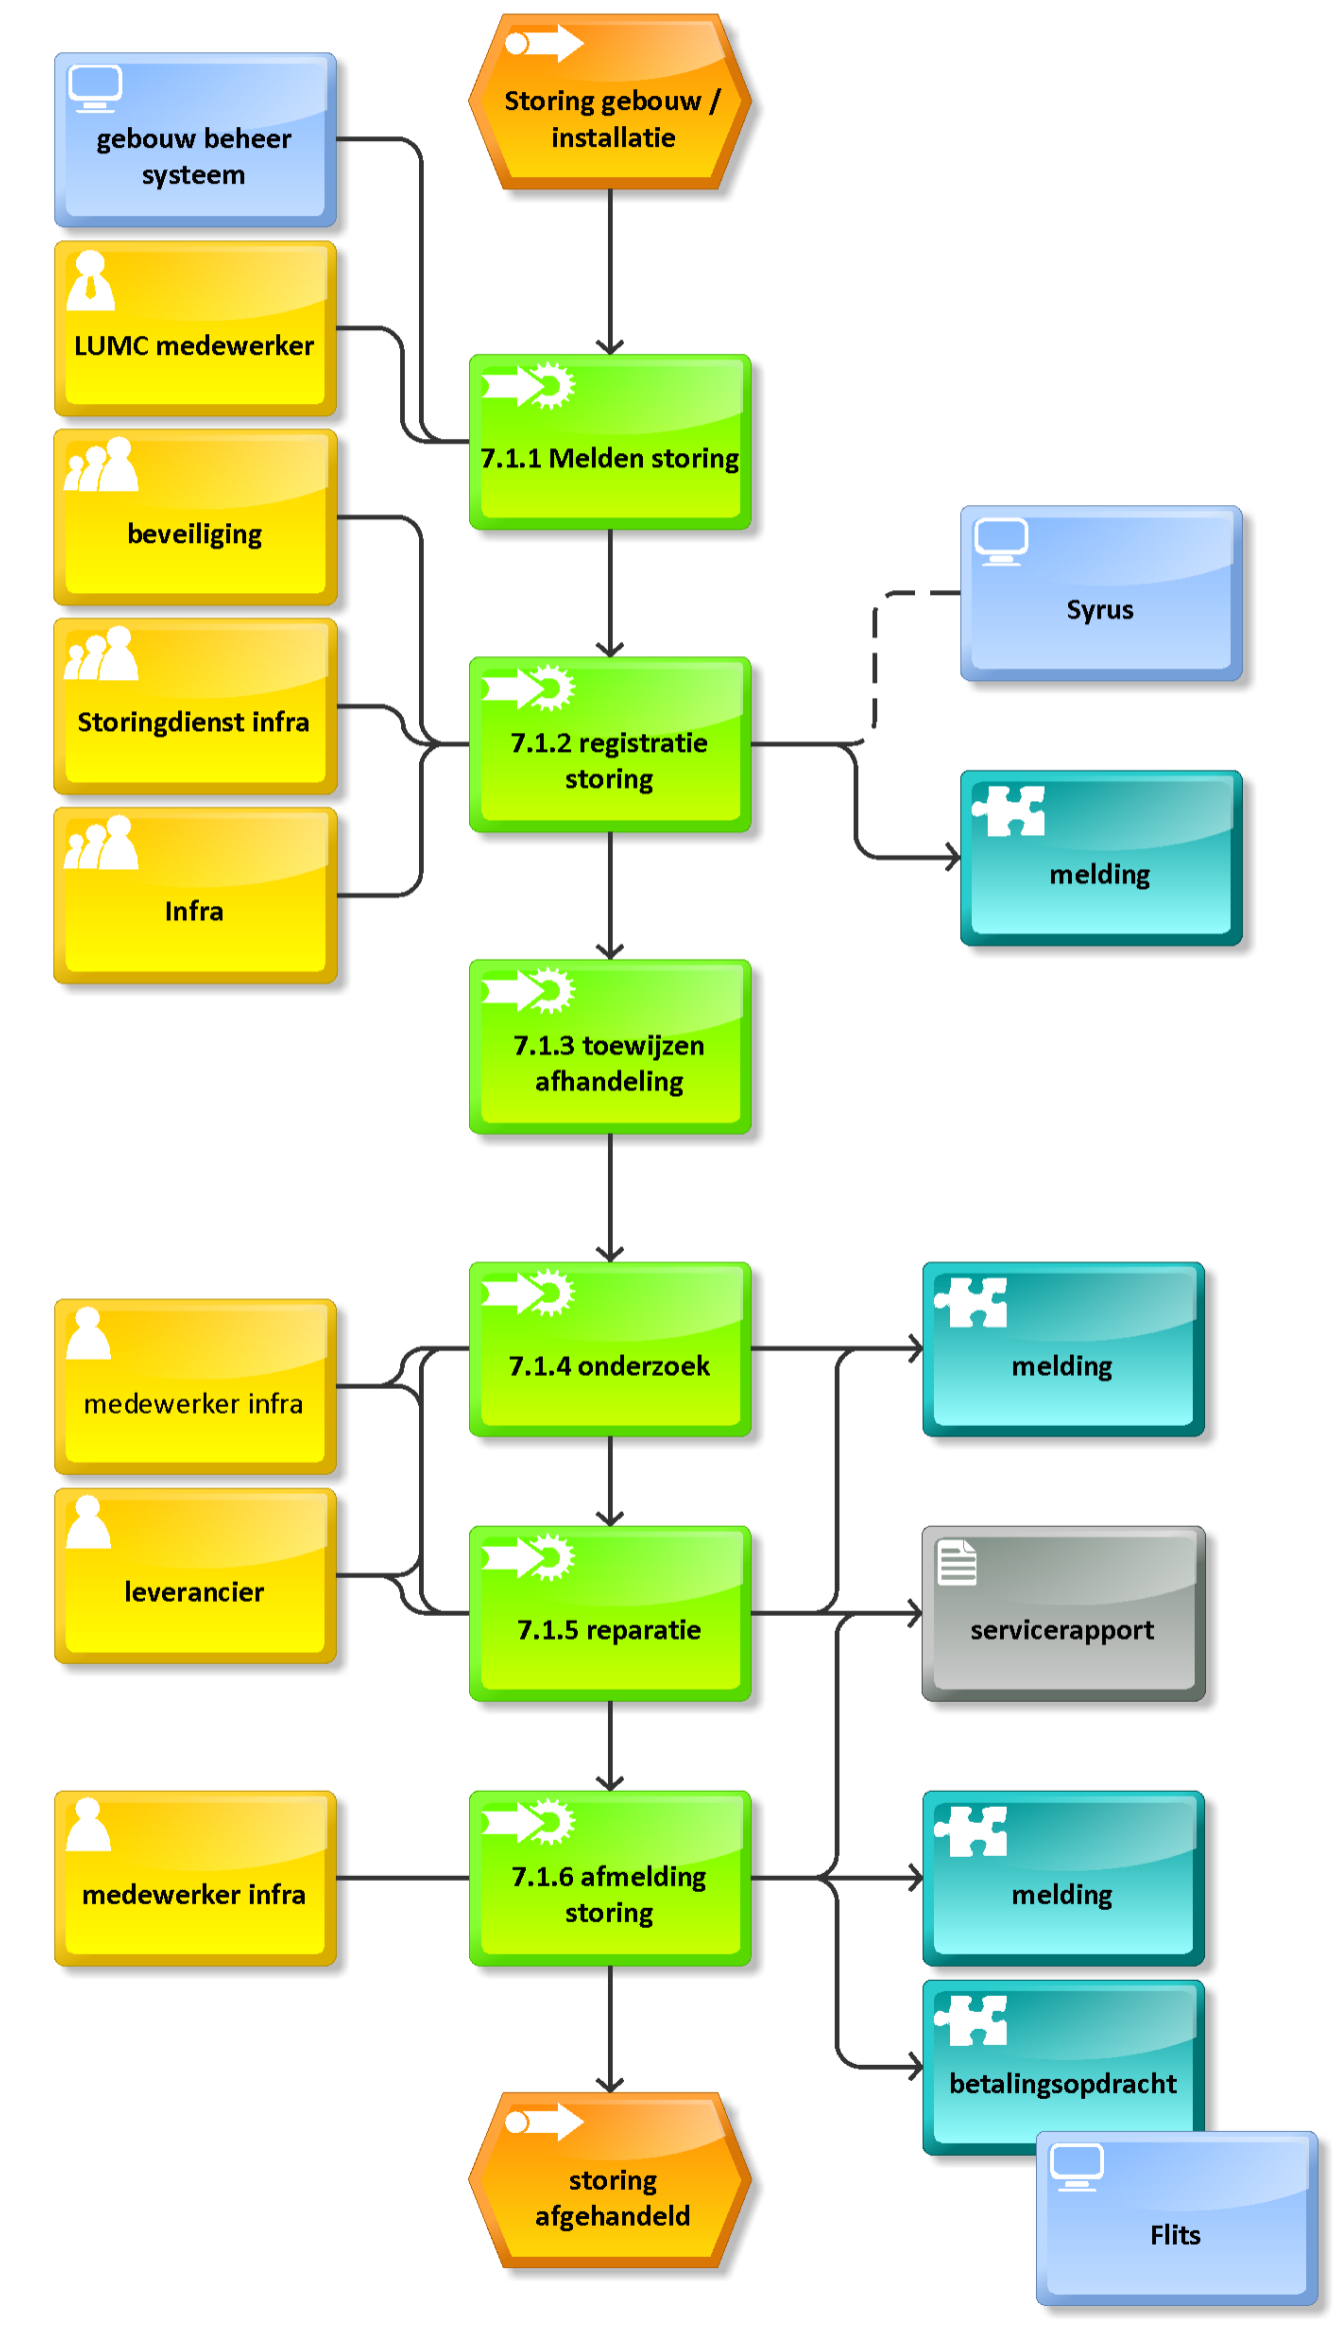 Storing gebouw /
installatie
gebouw beheer
systeem
LUMC medewerker
7.1.1 Melden storing
beveiliging
Syrus
Storingdienst infra
7.1.2 registratie
storing
melding
Infra
7.1.3 toewijzen
afhandeling
medewerker infra
7.1.4 onderzoek
melding
leverancier
7.1.5 reparatie
servicerapport
medewerker infra
7.1.6 afmelding
storing
melding
betalingsopdracht
storing
afgehandeld
Flits